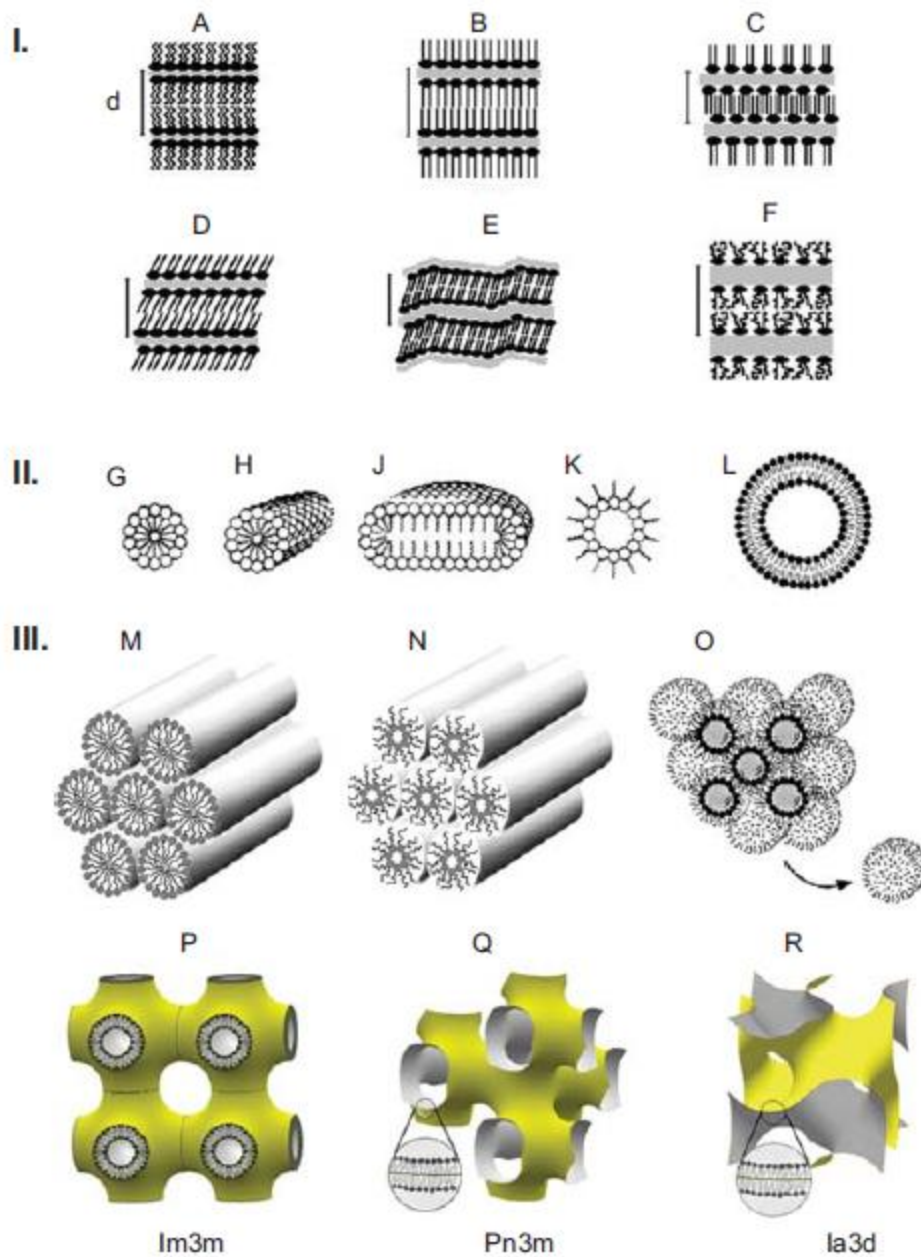 I.
A B C
d
D E F
II.
G H J K L
III.
M N O
P Q R
Im3m Pn3m Ia3d